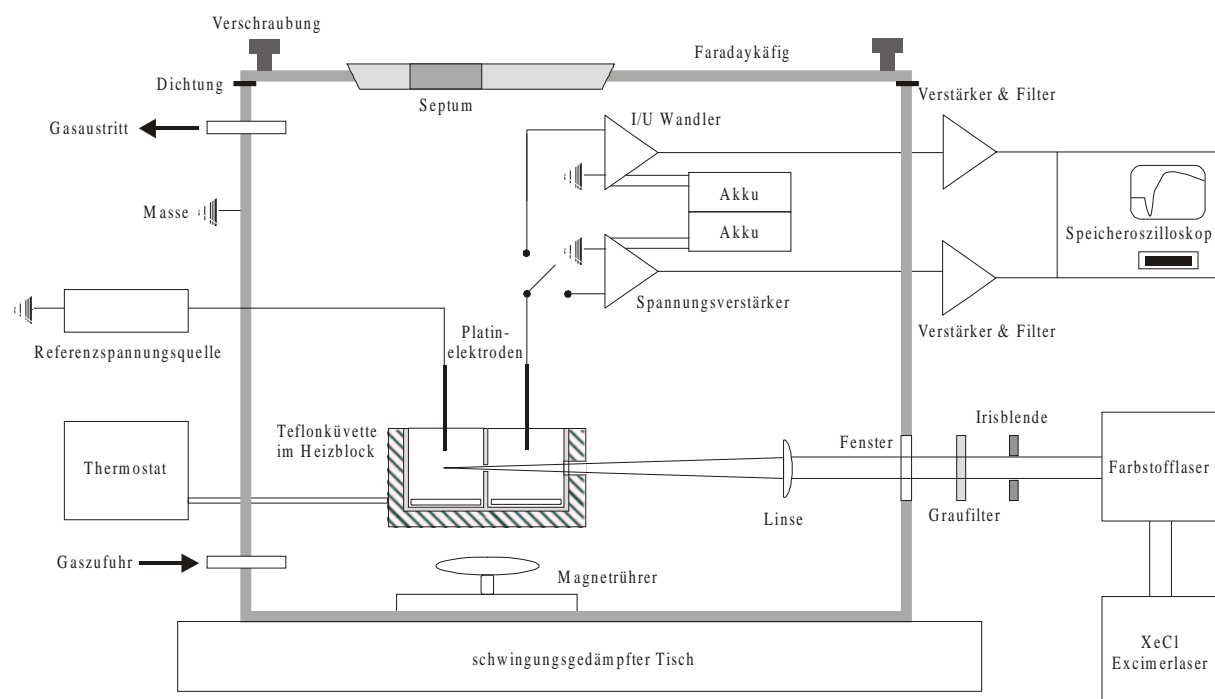 Verschraubung
Faradaykäfig
Dichtung
Septum
Verstärker & Filter
Gasaustritt
I/U Wandler
Akku
Masse
Akku
Speicheroszilloskop
Spannungsverstärker
Referenzspannungsquelle
Platin-
elektroden
Verstärker & Filter
Teflonküvette
im Heizblock
Irisblende
Fenster
Thermostat
Farbstofflaser
Linse
Graufilter
Gaszufuhr
Magnetrührer
schwingungsgedämpfter Tisch
XeCl
Excimerlaser